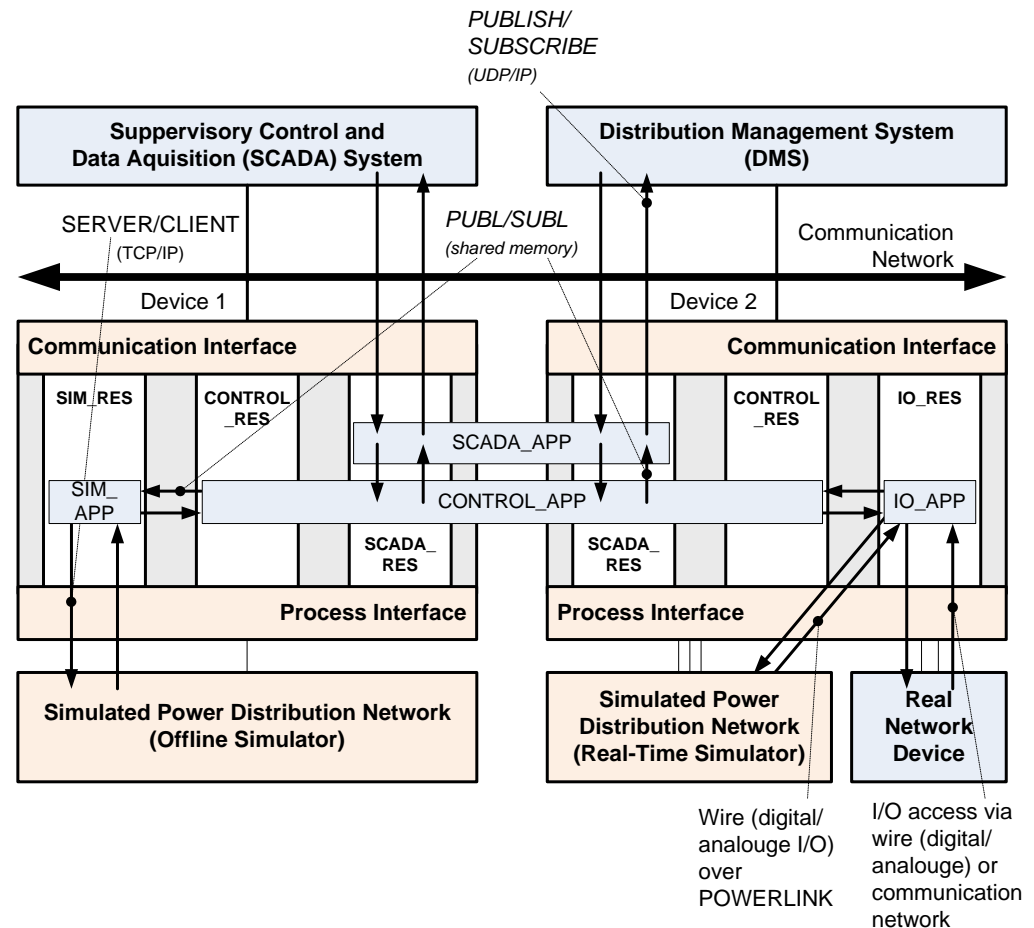 PUBLISH/
SUBSCRIBE
(UDP/IP)
Suppervisory Control and
Data Aquisition (SCADA) System
Distribution Management System
(DMS)
SERVER/CLIENT
(TCP/IP)
PUBL/SUBL
(shared memory)
Communication
Network
Device 1
Device 2
Communication Interface
Communication Interface
SIM_RES
CONTROL
_RES
CONTROL
_RES
IO_RES
SCADA_APP
SIM_
APP
CONTROL_APP
IO_APP
SCADA_
RES
SCADA_
RES
Process Interface
Process Interface
Simulated Power Distribution Network
(Offline Simulator)
Simulated Power
Distribution Network
(Real-Time Simulator)
Real
Network
Device
Wire (digital/
analouge I/O)
over
POWERLINK
I/O access via
wire (digital/
analouge) or
communication
network